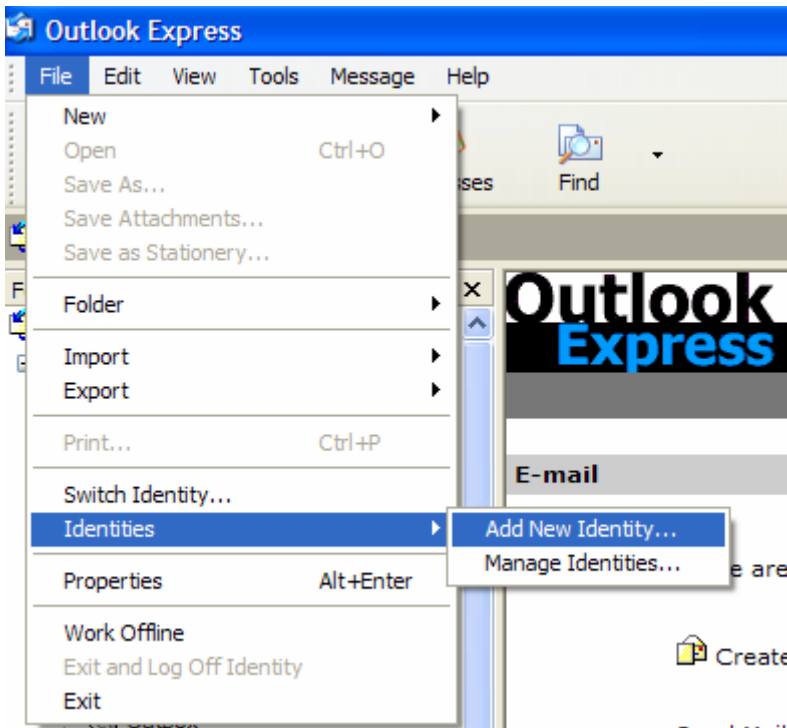 Outlook Express
File Edit View Tools Message Help
New
Open Ctrl+O
Save As...
Save Attachments...
Save as Stationery...
Find
Folder
Import
Export
Print... Ctrl+P
Switch Identity...
Identities
Properties Alt+Enter
Work Offline
Exit and Log Off Identity
Exit
Add New Identity...
Manage Identities...
Outlook
Express
E-mail
e are
Create